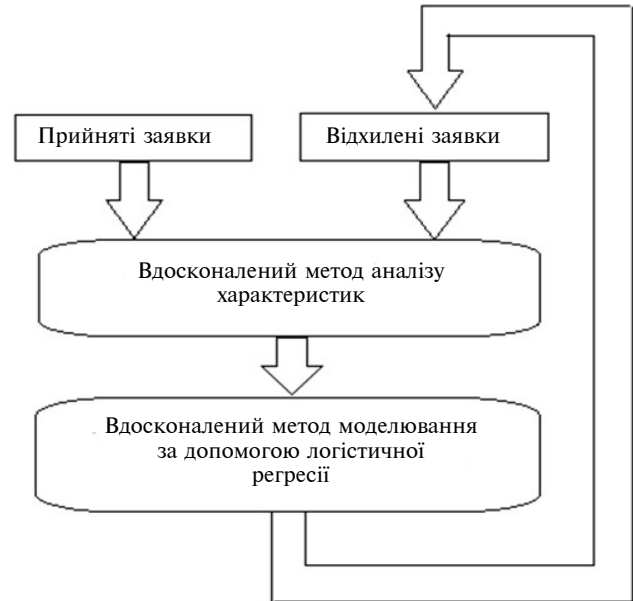 Прийняті заявки
Відхилені заявки
Вдосконалений метод аналізу
характеристик
Вдосконалений метод моделювання
за допомогою логістичної
регресії